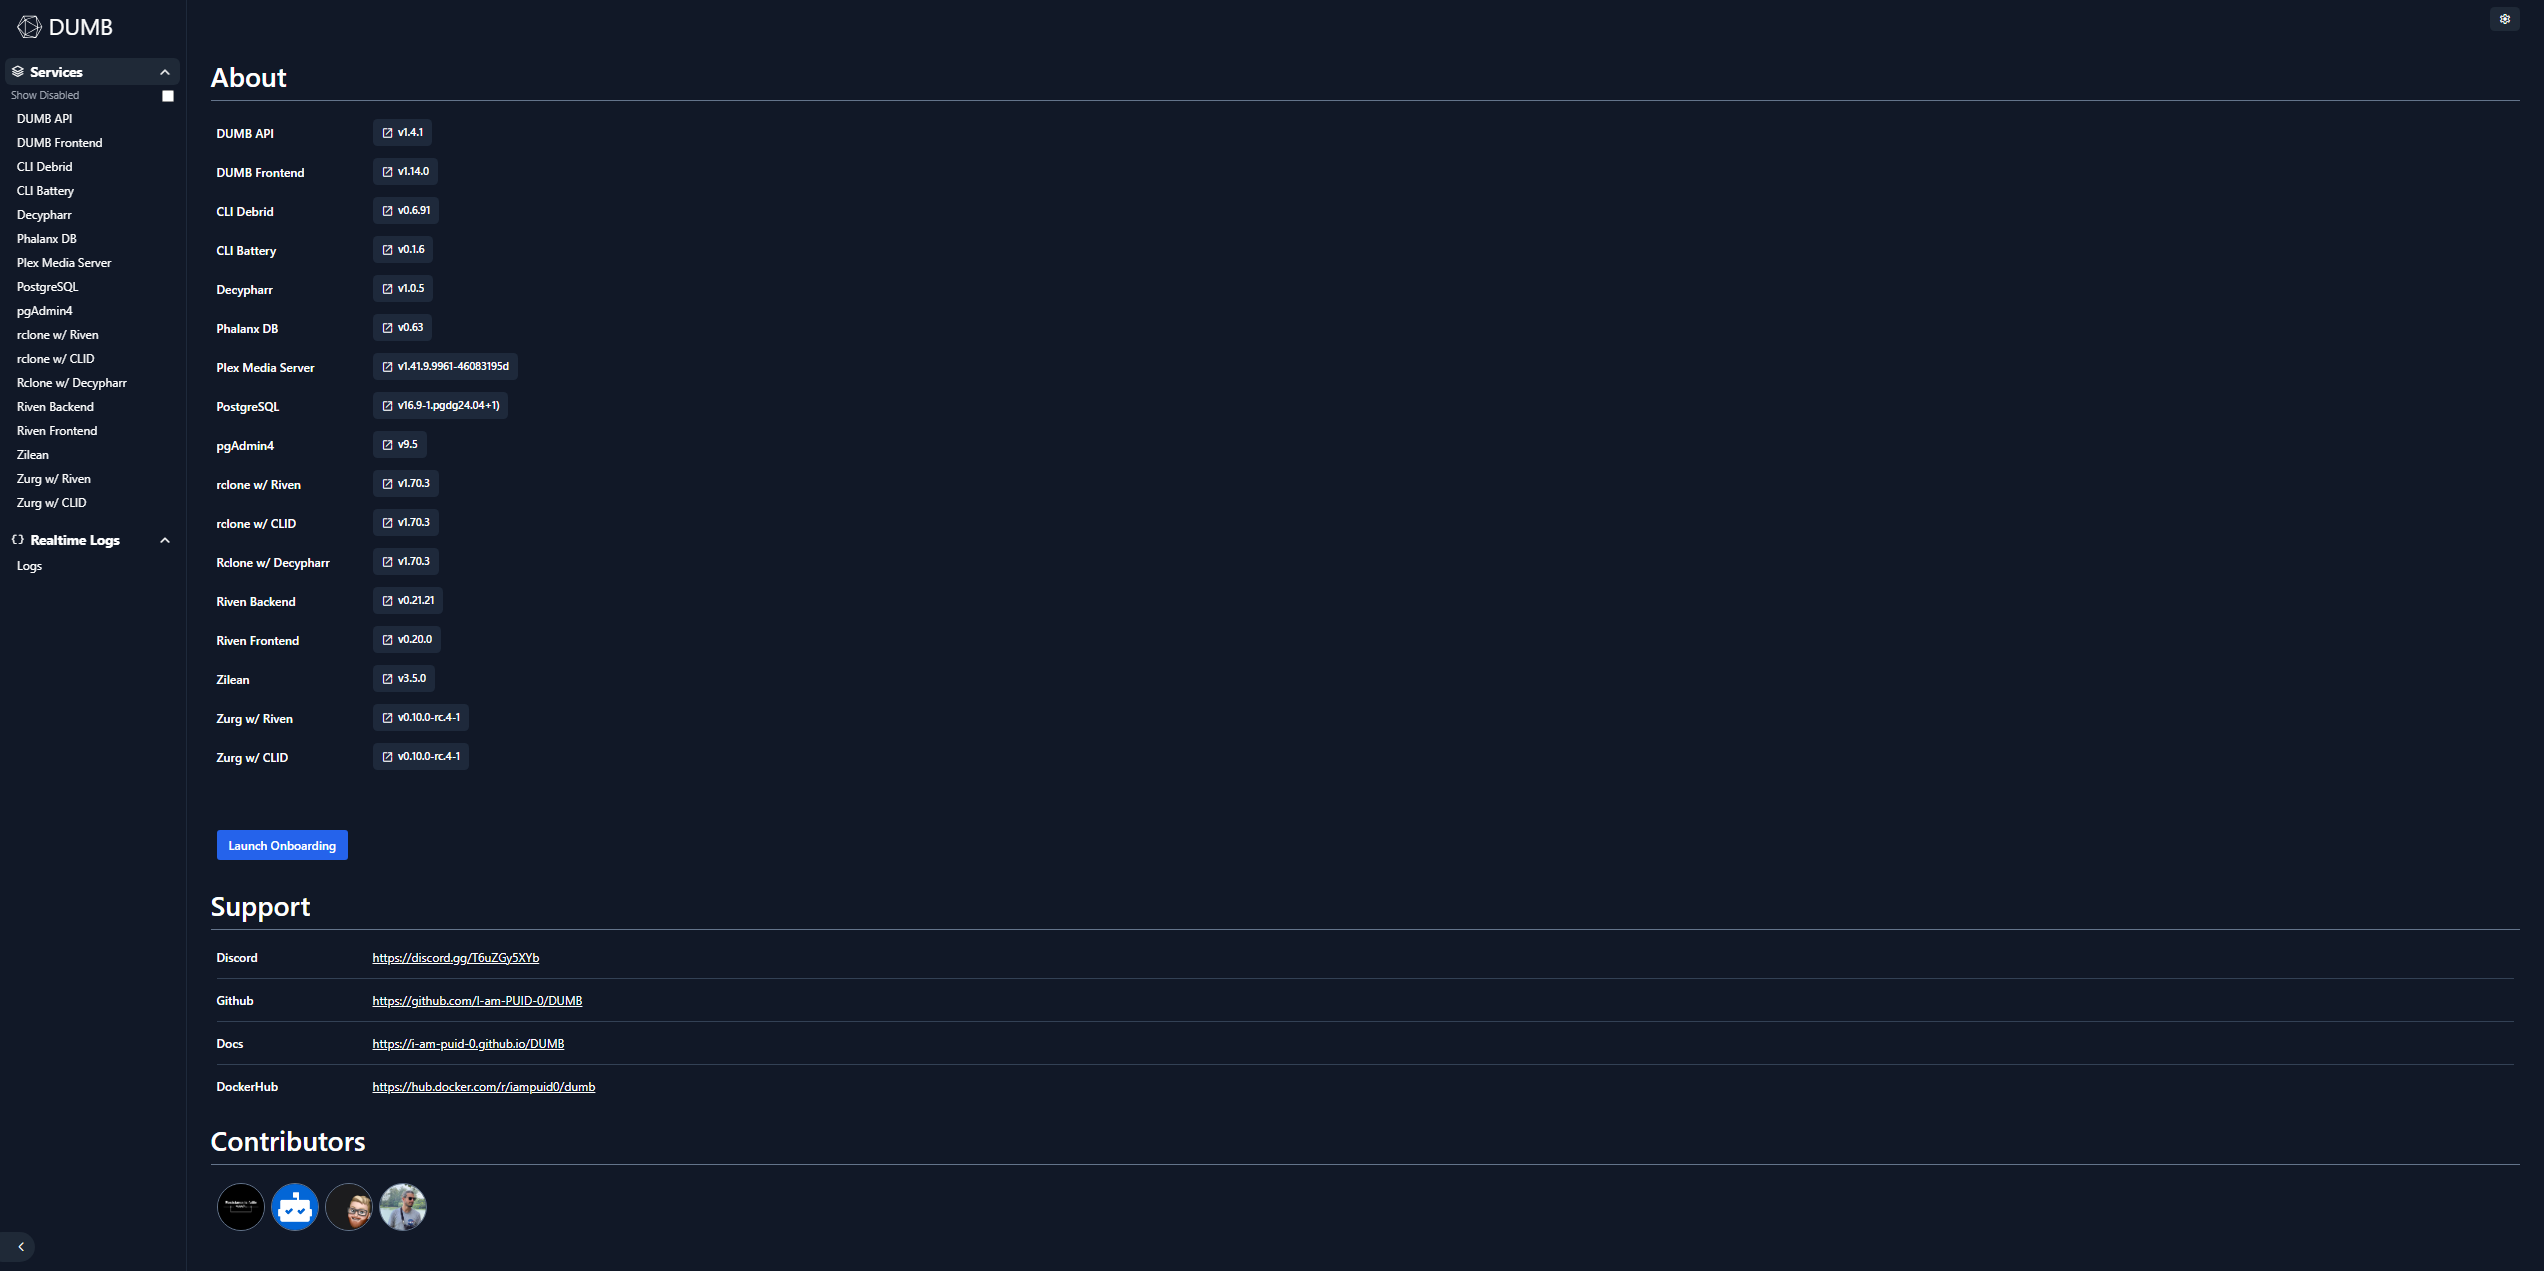 DUMB
Services
Show Disabled
DUMB API
DUMB Frontend
CLI Debrid
CLI Battery
Decypharr
Phalanx DB
Plex Media Server
PostgreSQL
pgAdmin4
rclone w/ Riven
rclone w/ CLID
Rclone w/ Decypharr
Riven Backend
Riven Frontend
Zilean
Zurg w/ Riven
Zurg w/ CLID
Realtime Logs
Logs
About
DUMB API v1.4.1
DUMB Frontend v1.14.0
CLI Debrid v0.6.91
CLI Battery v0.1.6
Decypharr v1.0.5
Phalanx DB v0.63
Plex Media Server v1.41.9.9961-46083195d
PostgreSQL v16.9-1.pgdg24.04+1)
pgAdmin4 v9.5
rclone w/ Riven v1.70.3
rclone w/ CLID v1.70.3
Rclone w/ Decypharr v1.70.3
Riven Backend v0.21.21
Riven Frontend v0.20.0
Zilean v3.5.0
Zurg w/ Riven v0.10.0-rc.4-1
Zurg w/ CLID v0.10.0-rc.4-1
Launch Onboarding
Support
Discord https://discord.gg/T6uZGy5XYb
Github https://github.com/I-am-PUID-0/DUMB
Docs https://i-am-puid-0.github.io/DUMB
DockerHub https://hub.docker.com/r/iampuid0/dumb
Contributors